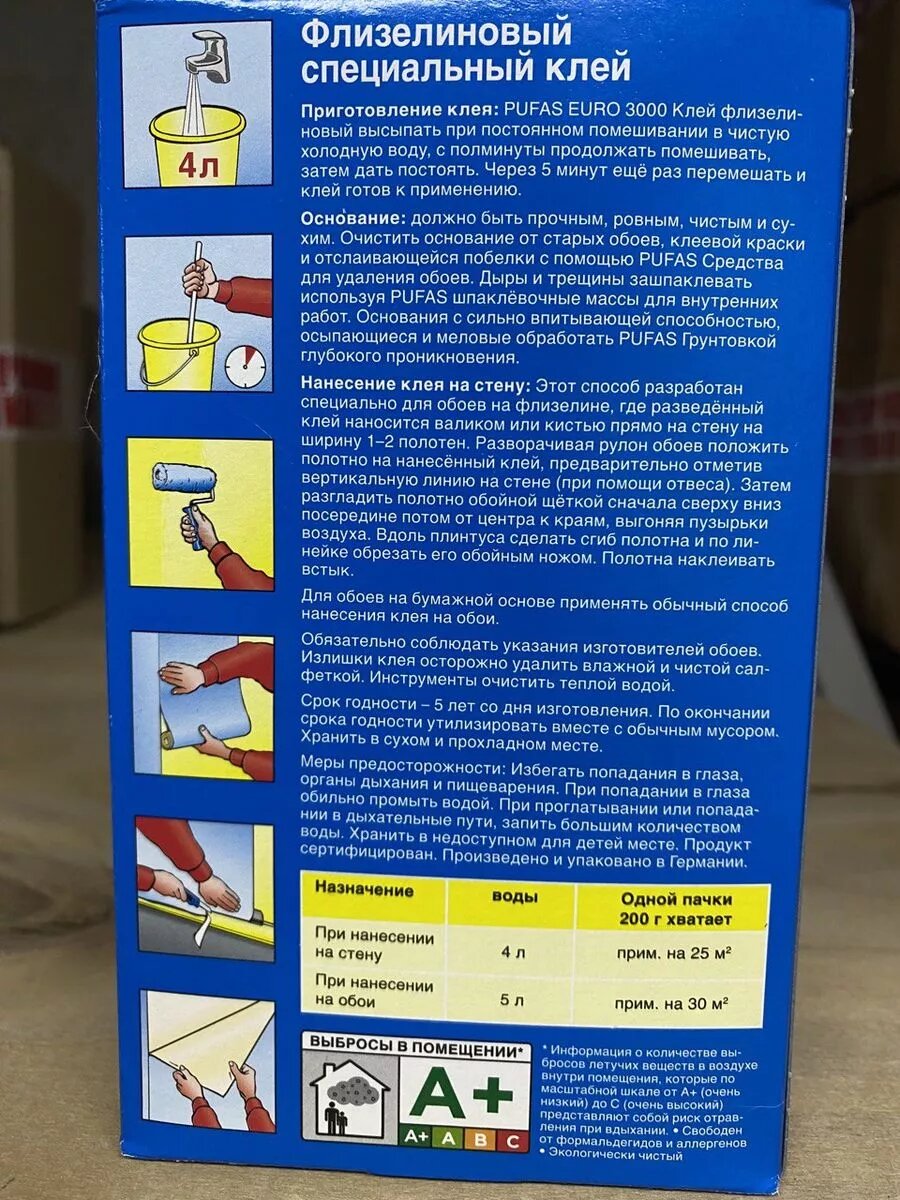 4л
Флизелиновый
специальный клей
Приготовление клея: PUFAS EURO 3000 Клей флизели-
новый высыпать при постоянном помешивании в чистую
холодную воду, с полминуты продолжать помешивать,
затем дать постоять. Через 5 минут ещё раз перемешать и
клей готов к применению.
Основание: должно быть прочным, ровным, чистым и су-
хим. Очистить основание от старых обоев, клеевой краски
и отслаивающейся побелки с помощью PUFAS Средства
для удаления обоев. Дыры и трещины зашпаклевать
используя PUFAS шпаклёвочные массы для внутренних
работ. Основания с сильно впитывающей способностью,
осыпающиеся и меловые обработать PUFAS Грунтовкой
глубокого проникновения.
Нанесение клея на стену: Этот способ разработан
специально для обоев на флизелине, где разведённый
клей наносится валиком или кистью прямо на стену на
ширину 1–2 полотен. Разворачивая рулон обоев положить
полотно на нанесённый клей, предварительно отметив
вертикальную линию на стене (при помощи отвеса). Затем
разгладить полотно обойной щёткой сначала сверху вниз
посередине потом от центра к краям, выгоняя пузырьки
воздуха. Вдоль плинтуса сделать сгиб полотна и по ли-
нейке обрезать его обойным ножом. Полотна наклеивать
встык.
Для обоев на бумажной основе применять обычный способ
нанесения клея на обои.
Обязательно соблюдать указания изготовителей обоев.
Излишки клея осторожно удалить влажной и чистой сал-
феткой. Инструменты очистить теплой водой.
Срок годности – 5 лет со дня изготовления. По окончании
срока годности утилизировать вместе с обычным мусором.
Хранить в сухом и прохладном месте.
Меры предосторожности: Избегать попадания в глаза,
органы дыхания и пищеварения. При попадании в глаза
обильно промыть водой. При проглатывании или попада-
нии в дыхательные пути, запить большим количеством
воды. Хранить в недоступном для детей месте. Продукт
сертифицирован. Произведено и упаковано в Германии.
Назначение воды Одной пачки
200 г хватает
При нанесении
на стену 4 л прим. на 25 м²
При нанесении
на обои 5 л прим. на 30 м²
ВЫБРОСЫ В ПОМЕЩЕНИИ*
A+
A+ A B C
* Информация о количестве вы-
бросов летучих веществ в воздухе
внутри помещения, которые по
масштабной шкале от А+ (очень
низкий) до С (очень высокий)
представляют собой риск отрав-
ления при вдыхании. • Свободен
от формальдегидов и аллергенов
• Экологически чистый